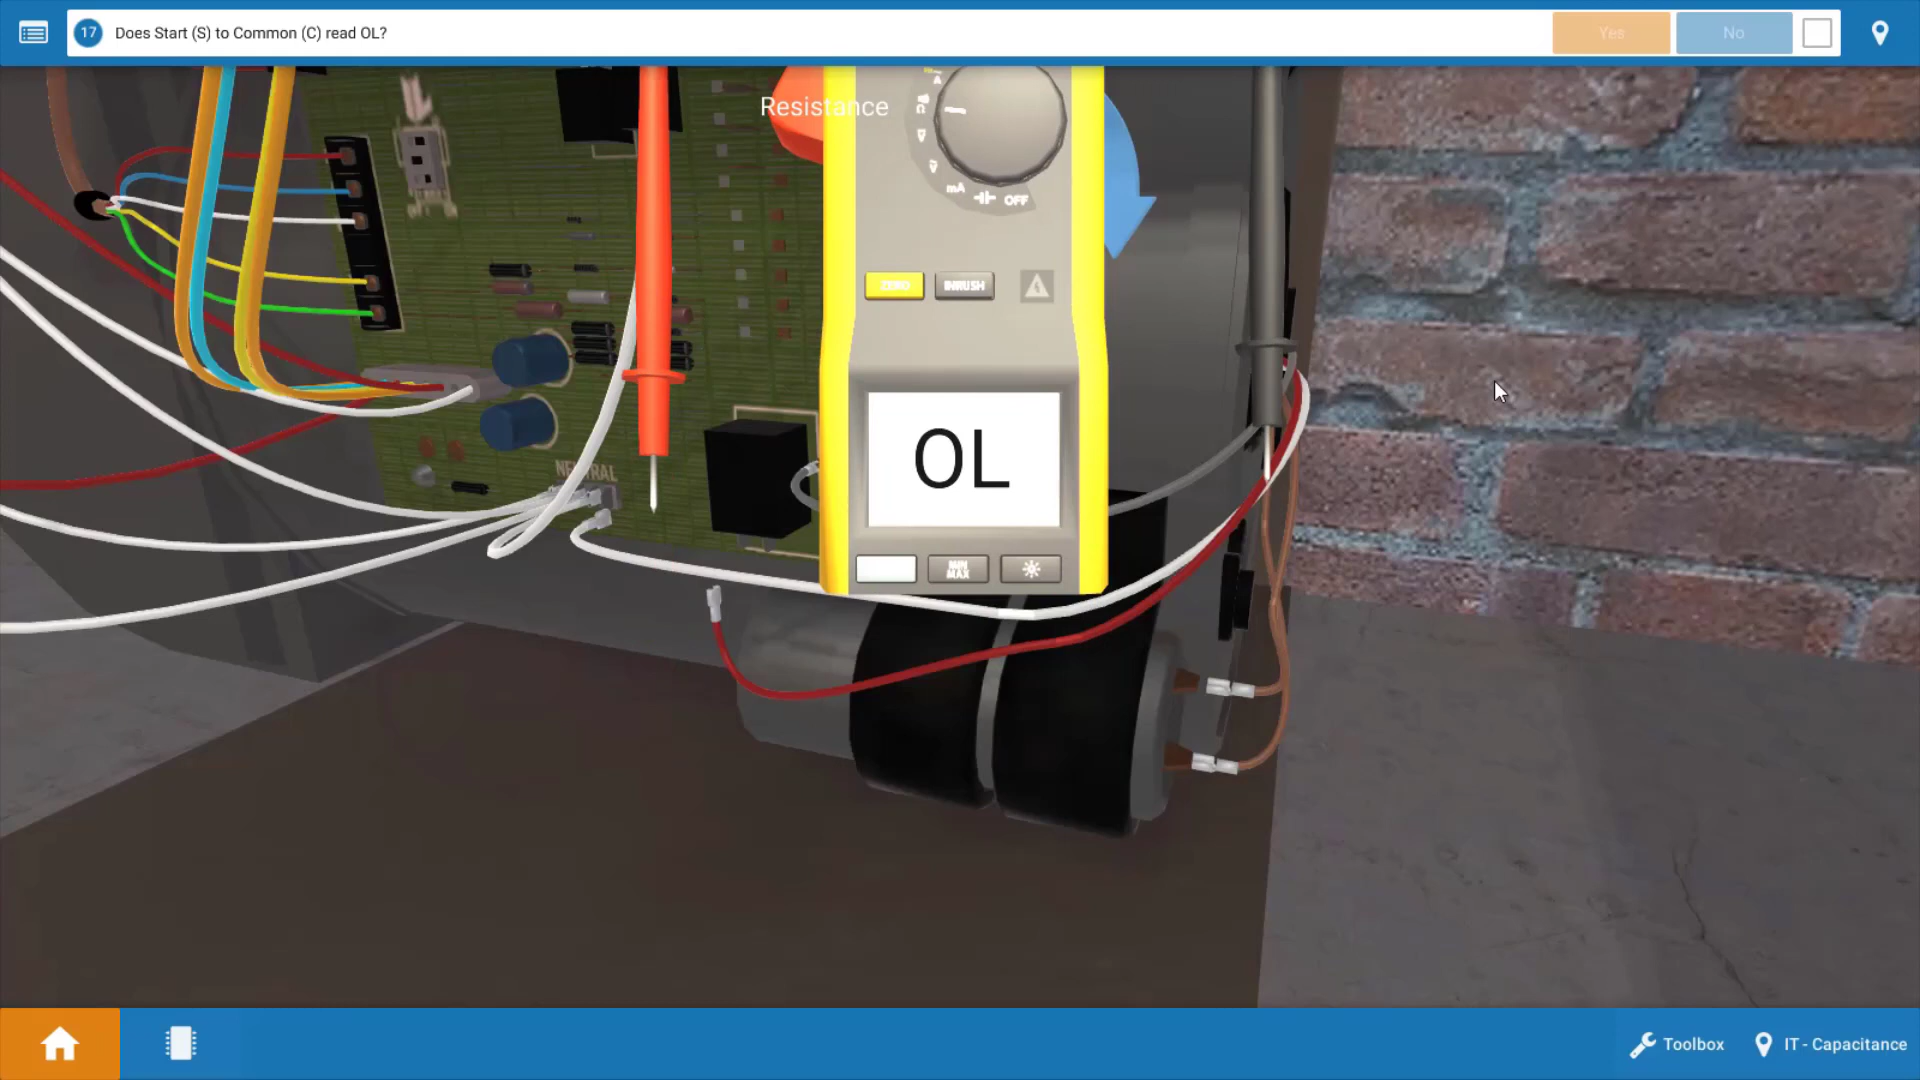 17 Does Start (S) to Common (C) read OL?
Yes
No
Resistance
A
Ω
V
V
mA
OFF
ZERO
INRUSH
OL
MIN
MAX
NEUTRAL
Toolbox
IT - Capacitance